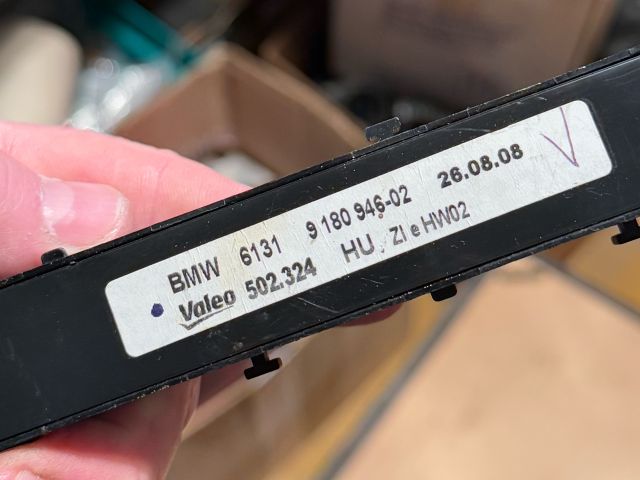 BMW 6131 9 180 946-02 26.08.08
Valeo 502.324 HU . ZI e HW02